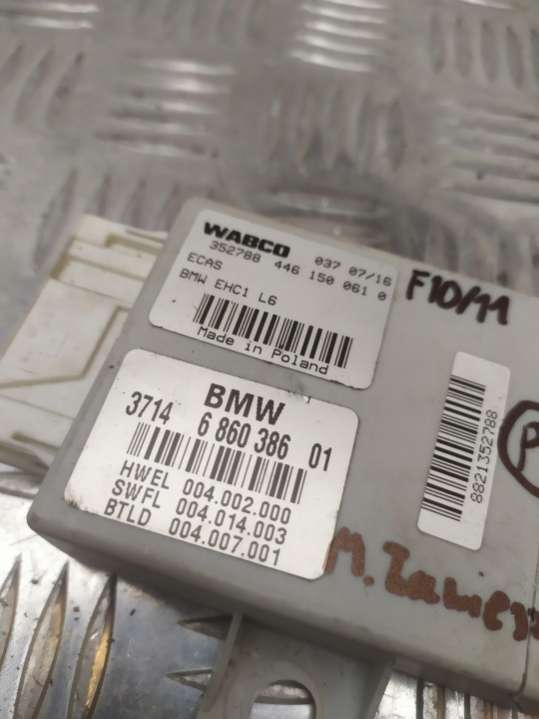 WABCO 037 07/16
352788 446 150 061 0
ECAS
BMW EHC1 L6
Made in Poland
F10/11
BMW
3714 6 860 386 01
HWEL 004.002.000
SWFL 004.014.003
BTLD 004.007.001
8821352788
M.